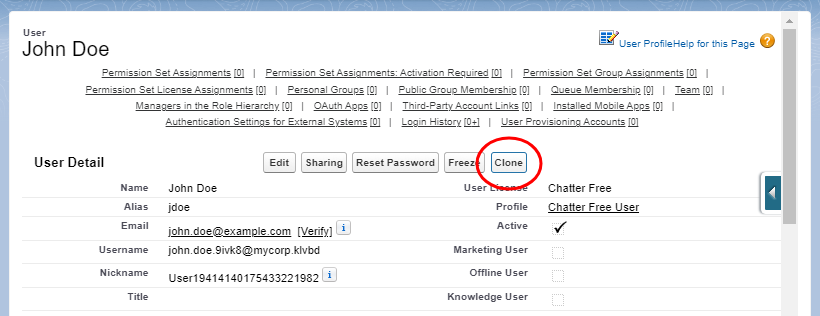 User
John Doe
User Profile Help for this Page ?
Permission Set Assignments [0] | Permission Set Assignments: Activation Required [0] | Permission Set Group Assignments [0] |
Permission Set License Assignments [0] | Personal Groups [0] | Public Group Membership [0] | Queue Membership [0] | Team [0] |
Managers in the Role Hierarchy [0] | OAuth Apps [0] | Third-Party Account Links [0] | Installed Mobile Apps [0] |
Authentication Settings for External Systems [0] | Login History [0+] | User Provisioning Accounts [0]
User Detail Edit Sharing Reset Password Freeze Clone
Name John Doe User License Chatter Free
Alias jdoe Profile Chatter Free User
Email john.doe@example.com [Verify] i Active
Username john.doe.9ivk8@mycorp.klvbd Marketing User
Nickname User19414140175433221982 i Offline User
Title Knowledge User